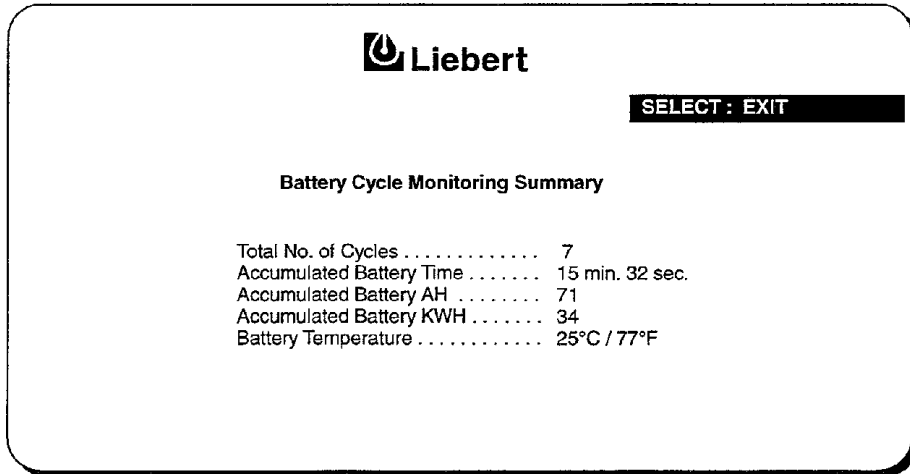 Liebert
SELECT : EXIT
Battery Cycle Monitoring Summary
Total No. of Cycles . . . . . . . . . . . . . 7
Accumulated Battery Time . . . . . . . 15 min. 32 sec.
Accumulated Battery AH . . . . . . . . 71
Accumulated Battery KWH . . . . . . . 34
Battery Temperature . . . . . . . . . . . . 25°C / 77°F